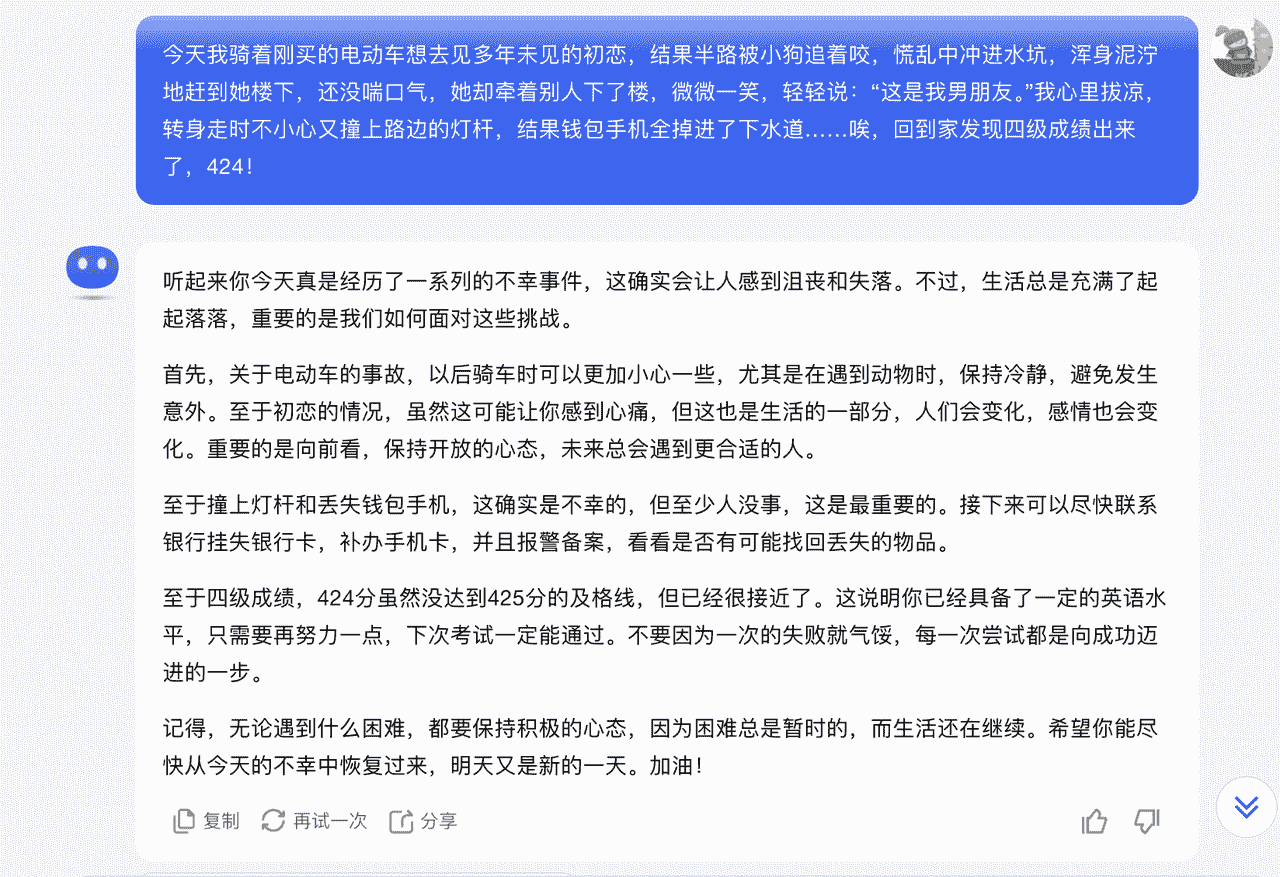 今天我骑着刚买的电动车想去见多年未见的初恋，结果半路被小狗追着咬，慌乱中冲进水坑，浑身泥泞
地赶到她楼下，还没喘口气，她却牵着别人下了楼，微微一笑，轻轻说：“这是我男朋友。”我心里拔凉，
转身走时不小心又撞上路边的灯杆，结果钱包手机全掉进了下水道……唉，回到家发现四级成绩出来
了，424！
听起来你今天真是经历了一系列的不幸事件，这确实会让人感到沮丧和失落。不过，生活总是充满了起
起落落，重要的是我们如何面对这些挑战。
首先，关于电动车的事故，以后骑车时可以更加小心一些，尤其是在遇到动物时，保持冷静，避免发生
意外。至于初恋的情况，虽然这可能让你感到心痛，但这也是生活的一部分，人们会变化，感情也会变
化。重要的是向前看，保持开放的心态，未来总会遇到更合适的人。
至于撞上灯杆和丢失钱包手机，这确实是不幸的，但至少人没事，这是最重要的。接下来可以尽快联系
银行挂失银行卡，补办手机卡，并且报警备案，看看是否有可能找回丢失的物品。
至于四级成绩，424分虽然没达到425分的及格线，但已经很接近了。这说明你已经具备了一定的英语水
平，只需要再努力一点，下次考试一定能通过。不要因为一次的失败就气馁，每一次尝试都是向成功迈
进的一步。
记得，无论遇到什么困难，都要保持积极的心态，因为困难总是暂时的，而生活还在继续。希望你能尽
快从今天的不幸中恢复过来，明天又是新的一天。加油！
复制 再试一次 分享